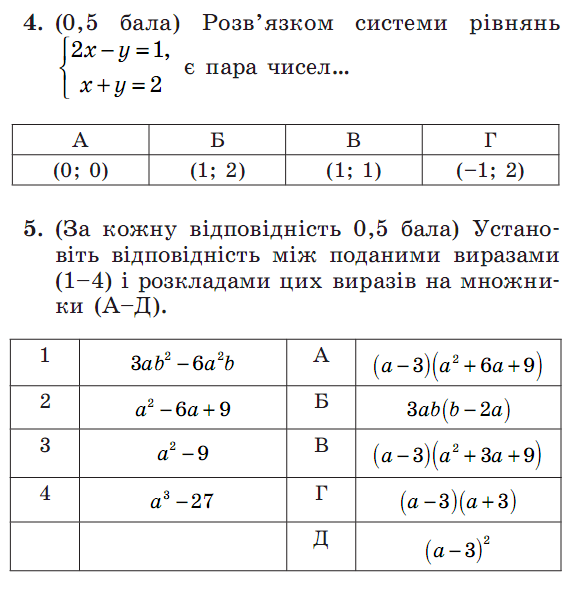 4. (0,5 бала) Розв’язком системи рівнянь
{2x − y = 1,
x + y = 2 є пара чисел...
А Б В Г
(0; 0) (1; 2) (1; 1) (−1; 2)
5. (За кожну відповідність 0,5 бала) Устано-
віть відповідність між поданими виразами
(1−4) і розкладами цих виразів на множни-
ки (А−Д).
1 3ab² − 6a²b А (a − 3)(a² + 6a + 9)
2 a² − 6a + 9 Б 3ab(b − 2a)
3 a² − 9 В (a − 3)(a² + 3a + 9)
4 a³ − 27 Г (a − 3)(a + 3)
Д (a − 3)²